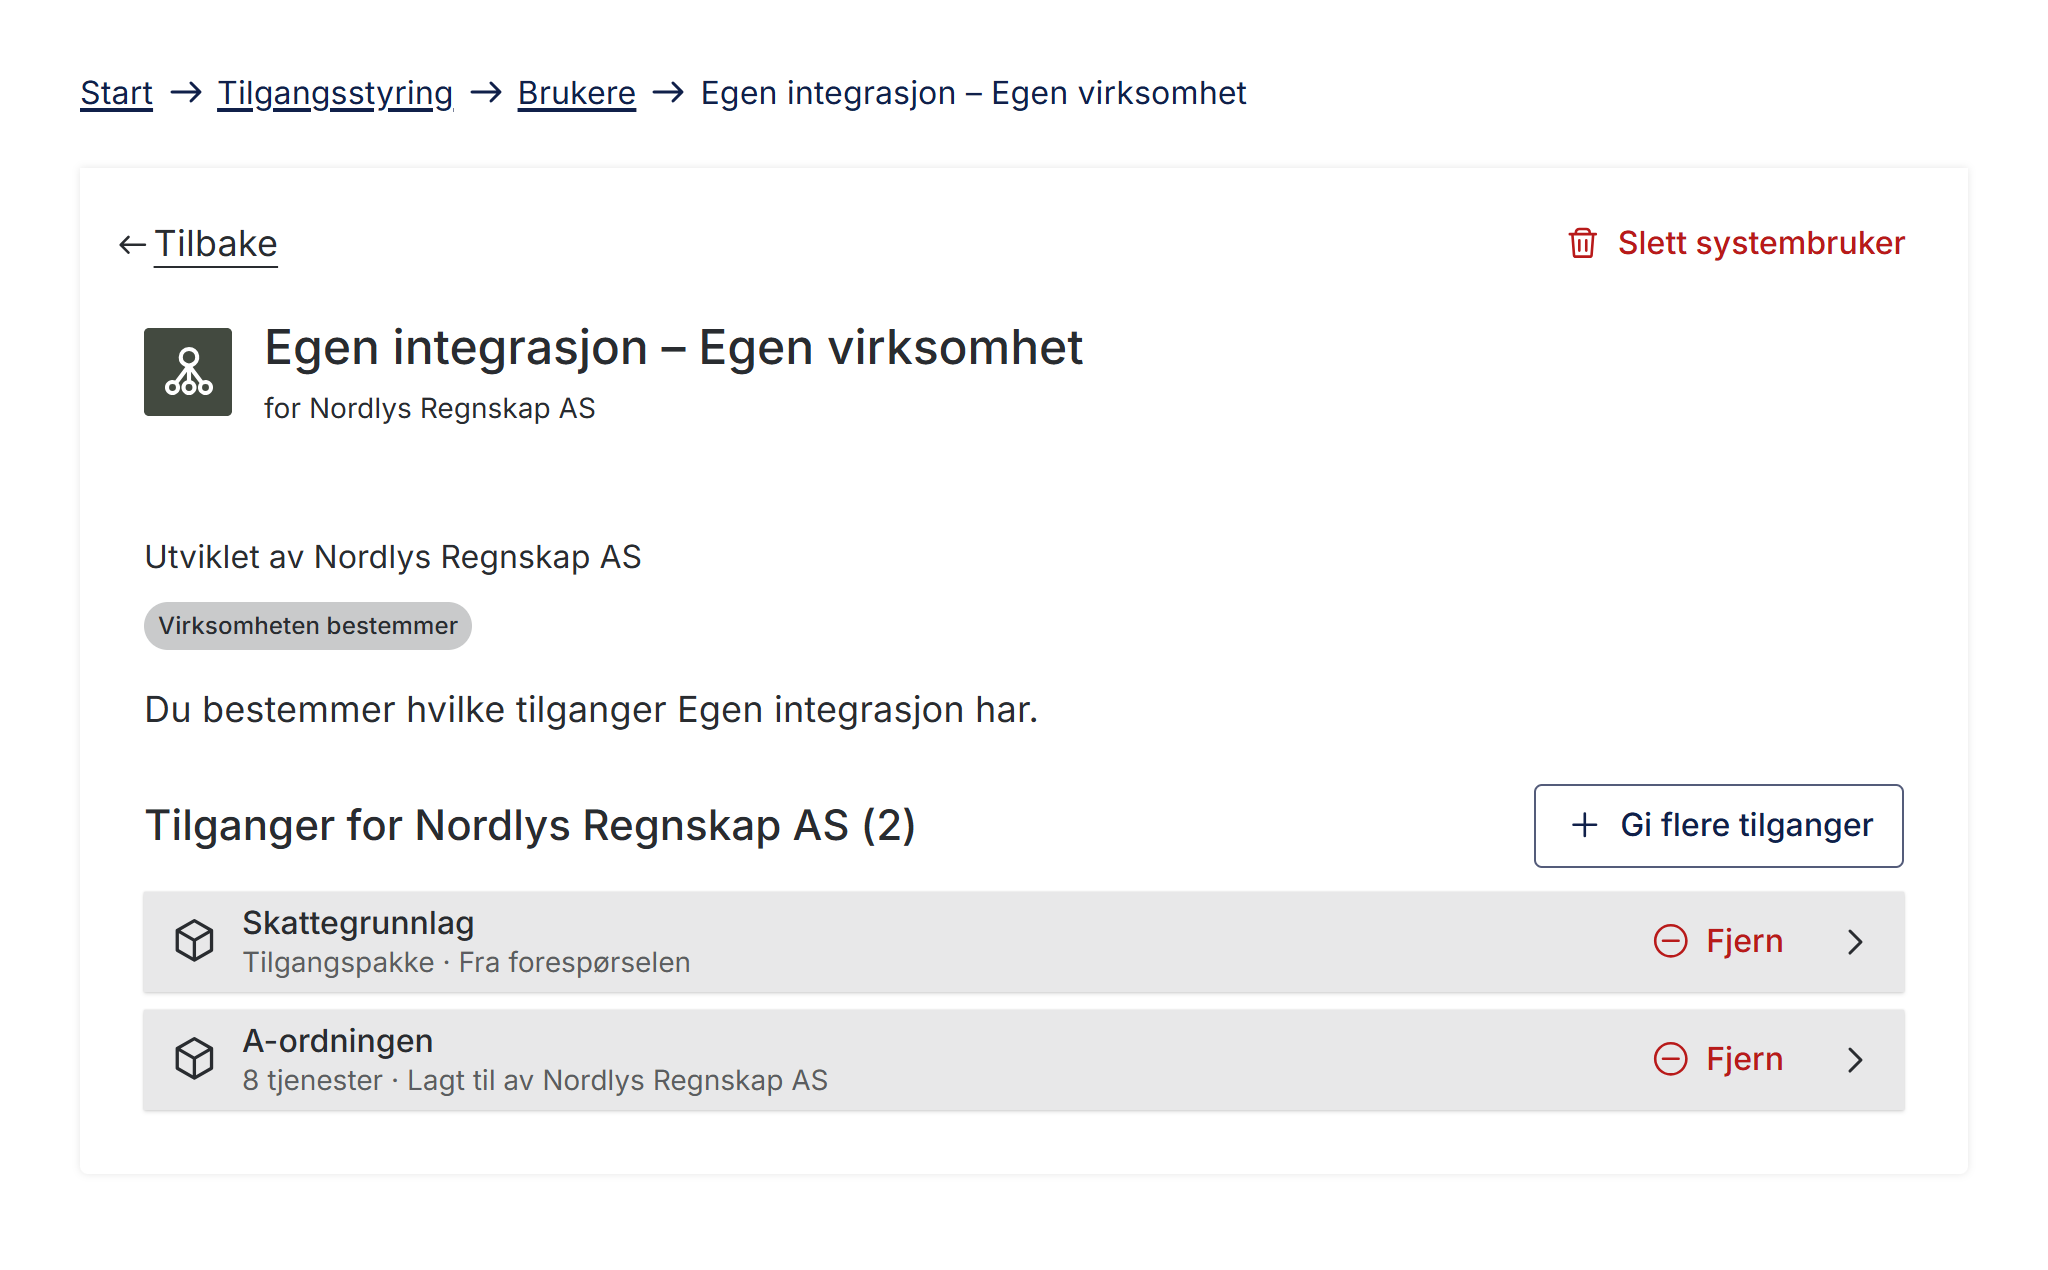 Start → Tilgangsstyring → Brukere → Egen integrasjon – Egen virksomhet
← Tilbake
Slett systembruker
Egen integrasjon – Egen virksomhet
for Nordlys Regnskap AS
Utviklet av Nordlys Regnskap AS
Virksomheten bestemmer
Du bestemmer hvilke tilganger Egen integrasjon har.
Tilganger for Nordlys Regnskap AS (2)
+ Gi flere tilganger
Skattegrunnlag
Tilgangspakke · Fra forespørselen
Fjern
A-ordningen
8 tjenester · Lagt til av Nordlys Regnskap AS
Fjern